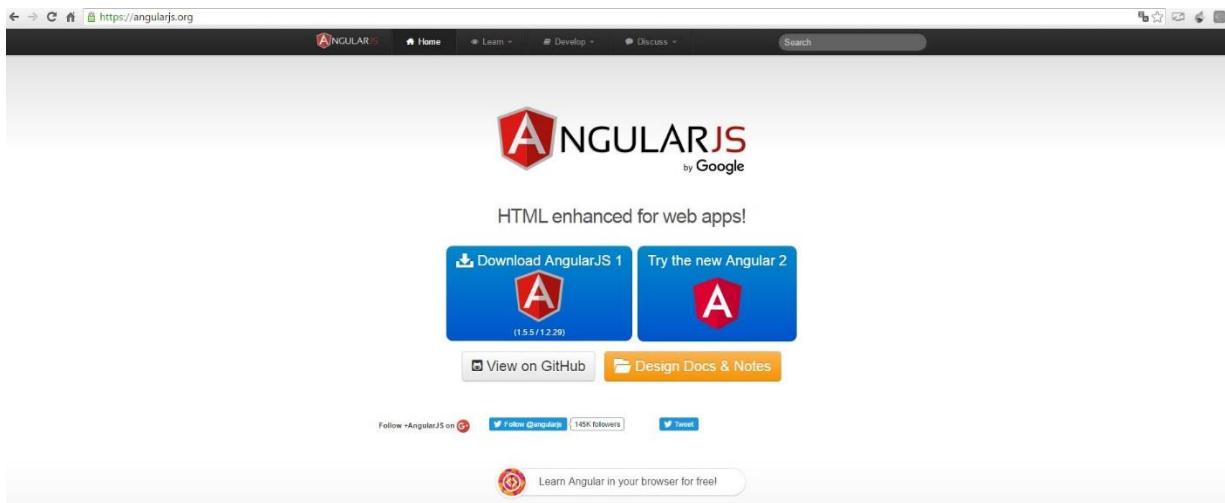 https://angularjs.org
ANGULARJS Home Learn Develop Discuss Search
ANGULARJS
by Google
HTML enhanced for web apps!
Download AngularJS 1 Try the new Angular 2
(1.5.5 / 1.2.29)
View on GitHub Design Docs & Notes
Follow +AngularJS on G+ Follow @angularjs 145K followers Tweet
Learn Angular in your browser for free!